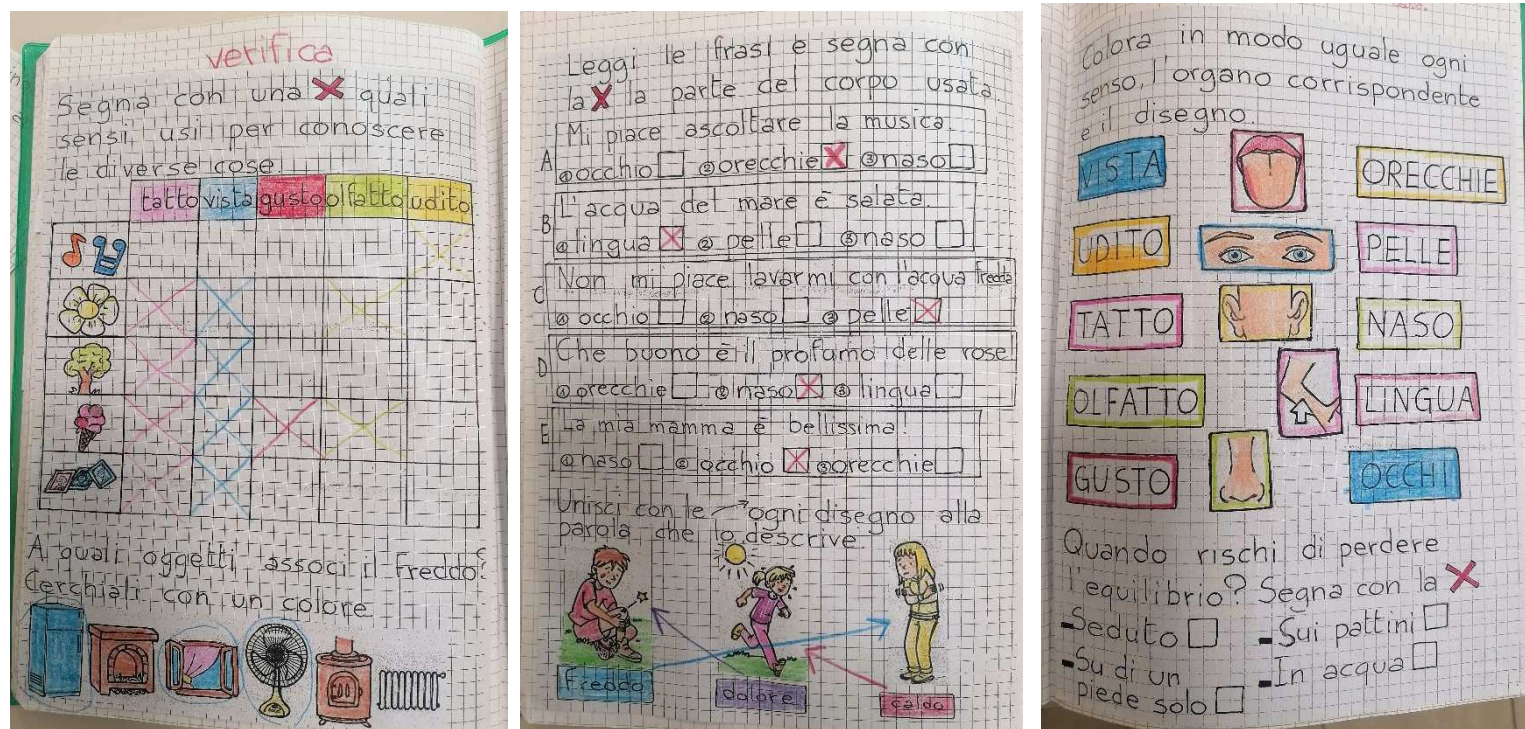 verifica
Segna con una X quali
sensi usi per conoscere
le diverse cose
tatto vista gusto olfatto udito
A quali oggetti associ il freddo?
Cerchiali con un colore
Leggi le frasi e segna con
la X la parte del corpo usata
Mi piace ascoltare la musica.
A ① occhio ② orecchie X ③ naso
L'acqua del mare è salata.
B ① lingua X ② pelle ③ naso
Non mi piace lavarmi con l'acqua fredda
C ① occhio ② naso ③ pelle X
Che buono è il profumo delle rose!
D ① orecchie ② naso X ③ lingua
La mia mamma è bellissima!
E ① naso ② occhio X ③ orecchie
Unisci con le → ogni disegno alla
parola che lo descrive
freddo dolore caldo
Colora in modo uguale ogni
senso, l'organo corrispondente
e il disegno.
VISTA ORECCHIE
UDITO PELLE
TATTO NASO
OLFATTO LINGUA
GUSTO OCCHI
Quando rischi di perdere
l'equilibrio? Segna con la X
- Seduto - Sui pattini
- Su di un - In acqua
piede solo